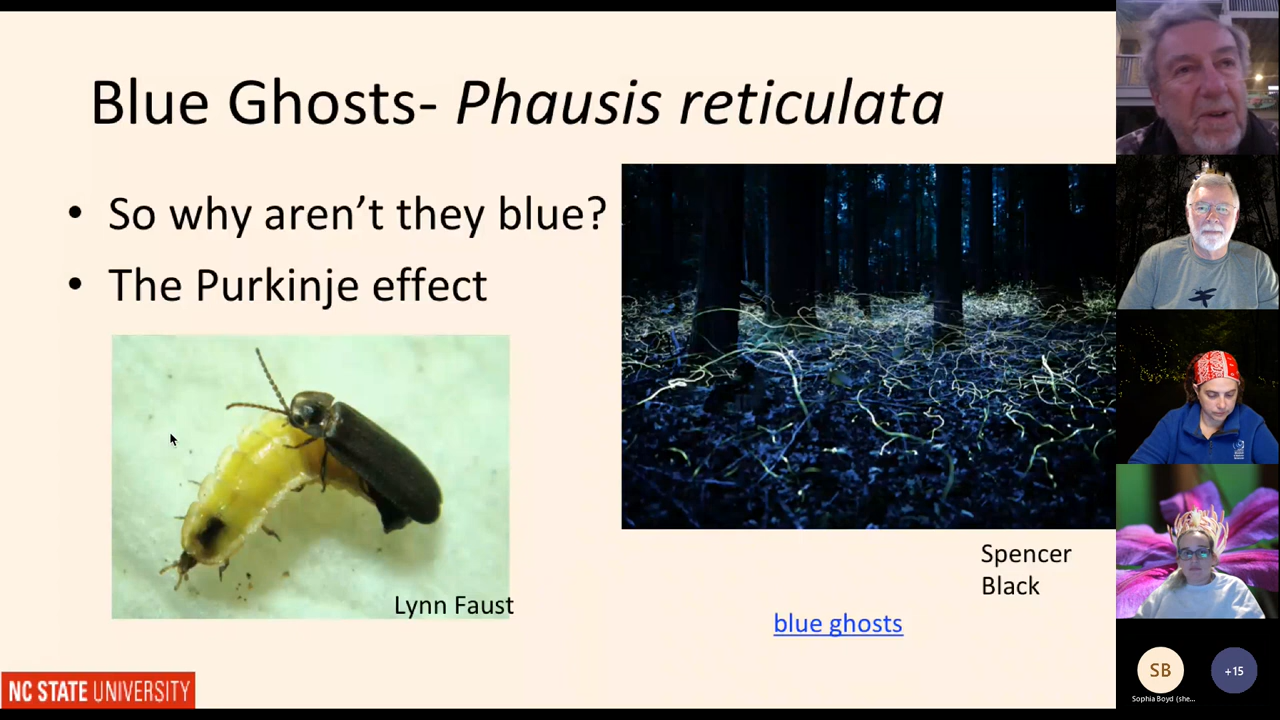 Blue Ghosts- Phausis reticulata
• So why aren’t they blue?
• The Purkinje effect
Lynn Faust
Spencer
Black
blue ghosts
NC STATE UNIVERSITY
SB
+15
Sophia Boyd (she...